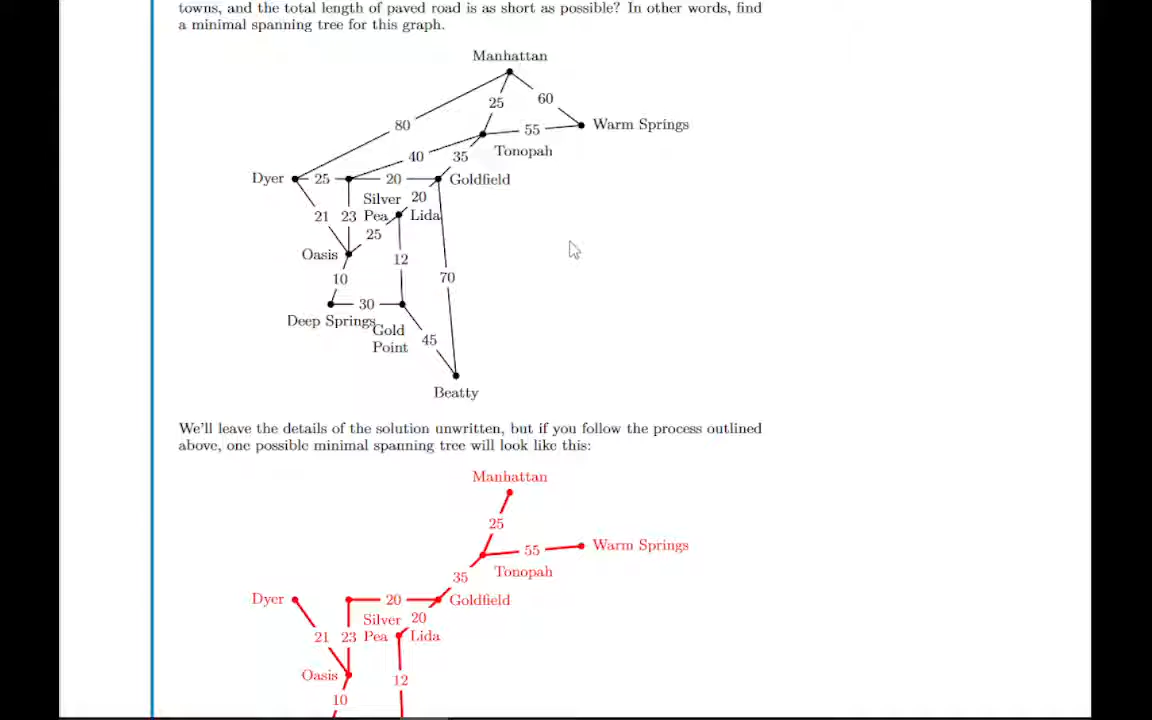 towns, and the total length of paved road is as short as possible? In other words, find
a minimal spanning tree for this graph.
Manhattan
25
60
80
55
Warm Springs
40
35
Tonopah
Dyer
25
20
Goldfield
Silver
20
21
23
Pea
Lida
25
Oasis
12
10
70
30
Deep Springs
Gold
Point
45
Beatty
We'll leave the details of the solution unwritten, but if you follow the process outlined
above, one possible minimal spanning tree will look like this:
Manhattan
25
55
Warm Springs
35
Tonopah
Dyer
20
Goldfield
Silver
20
21
23
Pea
Lida
Oasis
12
10